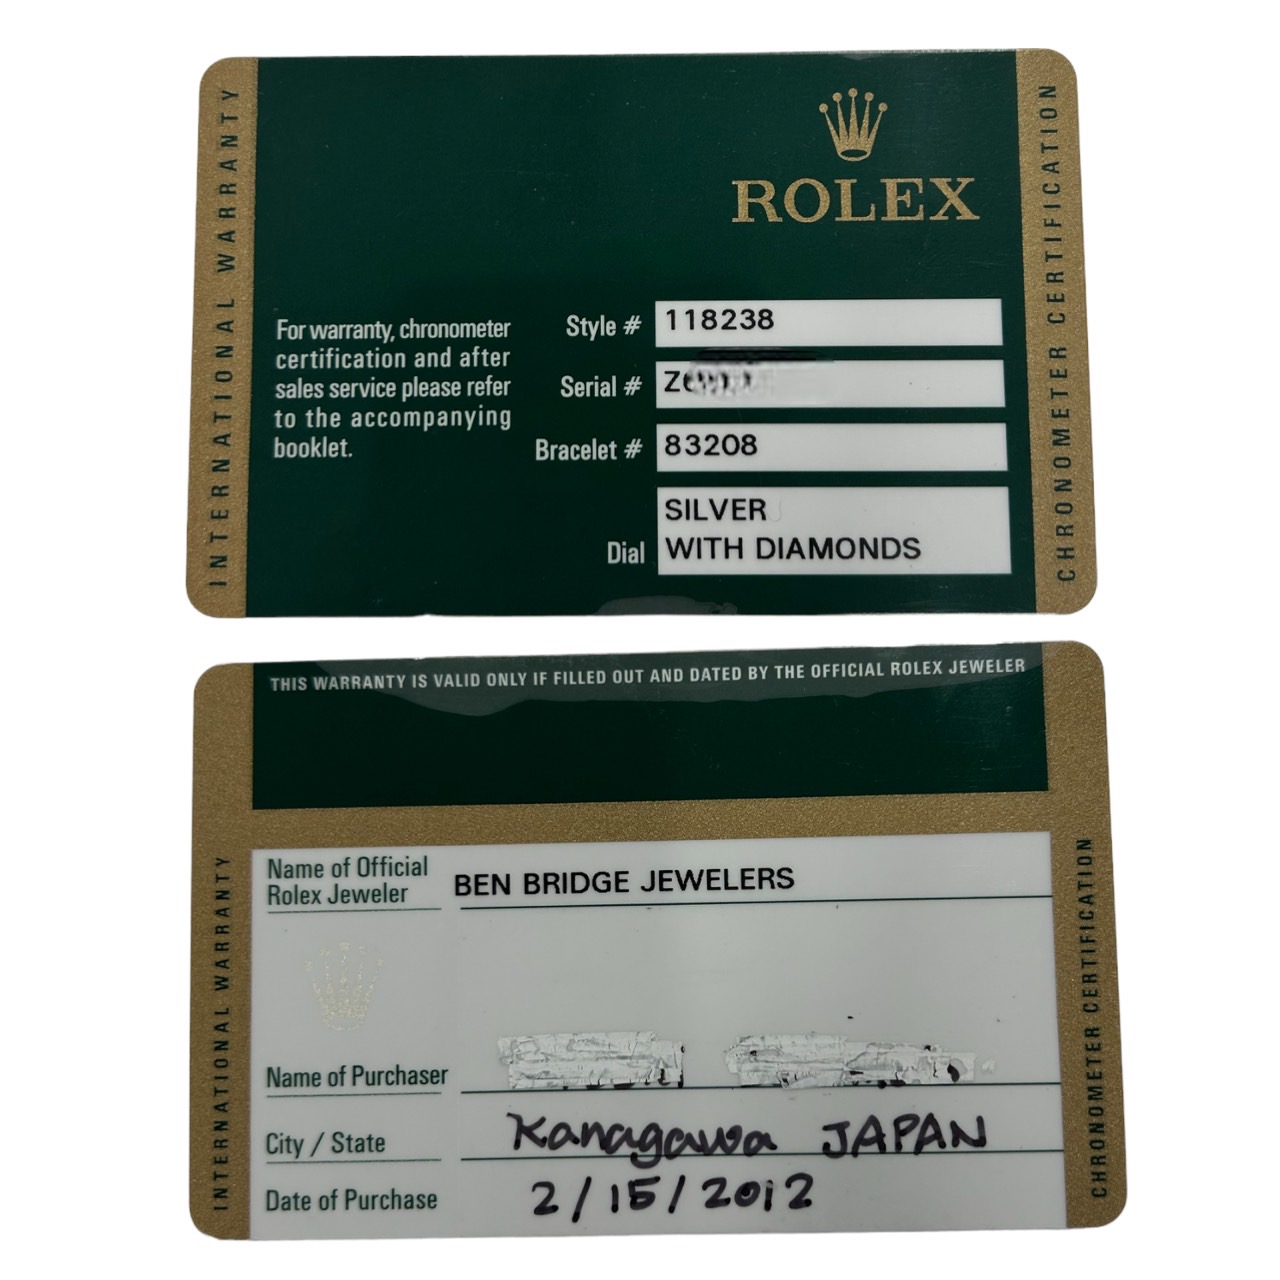 INTERNATIONAL WARRANTY
ROLEX
For warranty, chronometer
certification and after
sales service please refer
to the accompanying
booklet.
Style # 118238
Serial #
Bracelet # 83208
Dial SILVER
WITH DIAMONDS
CHRONOMETER CERTIFICATION
THIS WARRANTY IS VALID ONLY IF FILLED OUT AND DATED BY THE OFFICIAL ROLEX JEWELER
INTERNATIONAL WARRANTY
Name of Official
Rolex Jeweler BEN BRIDGE JEWELERS
Name of Purchaser
City / State Kanagawa JAPAN
Date of Purchase 2/15/2012
CHRONOMETER CERTIFICATION